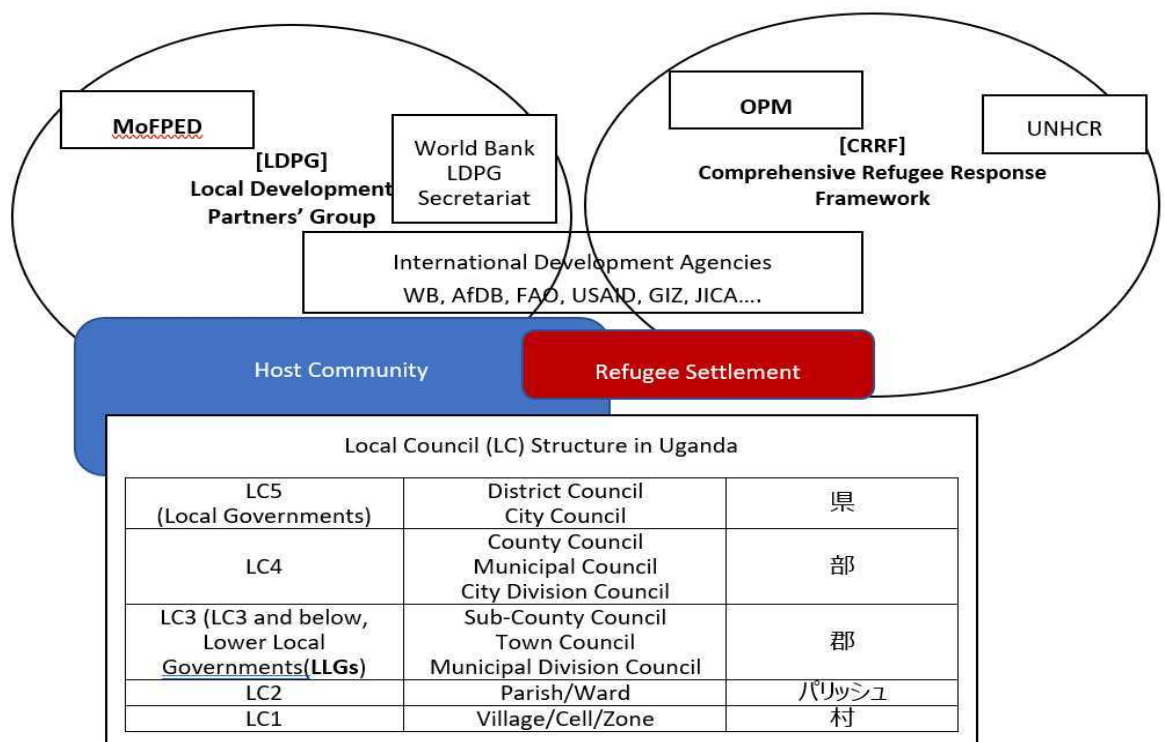 MoFPED
[LDPG]
Local Development
Partners’ Group
World Bank
LDPG
Secretariat
OPM
UNHCR
[CRRF]
Comprehensive Refugee Response
Framework
International Development Agencies
WB, AfDB, FAO, USAID, GIZ, JICA....
Host Community
Refugee Settlement
Local Council (LC) Structure in Uganda
LC5
(Local Governments)
District Council
City Council
県
LC4
County Council
Municipal Council
City Division Council
部
LC3 (LC3 and below,
Lower Local
Governments(LLGs)
Sub-County Council
Town Council
Municipal Division Council
郡
LC2
Parish/Ward
パリッシュ
LC1
Village/Cell/Zone
村